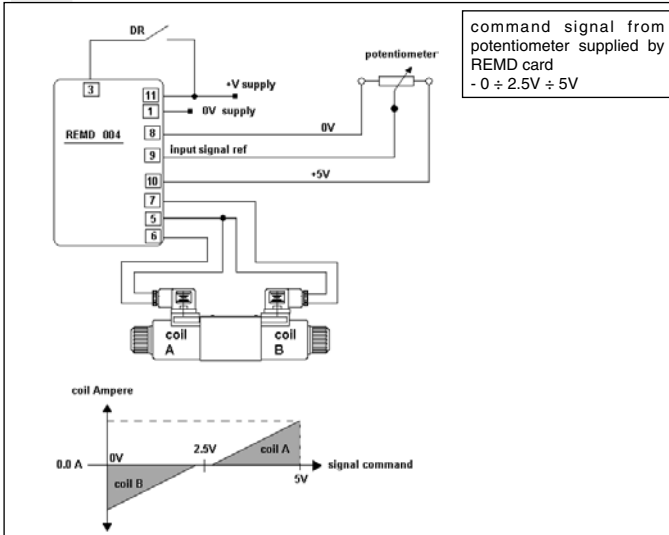 command signal from
potentiometer supplied by
REMD card
- 0 ÷ 2.5V ÷ 5V
DR
potentiometer
3
11
+V supply
1
0V supply
REMD 004
8
0V
9
input signal ref
10
+5V
7
5
6
coil
A
coil
B
coil Ampere
0.0 A
0V
2.5V
coil A
signal command
coil B
5V